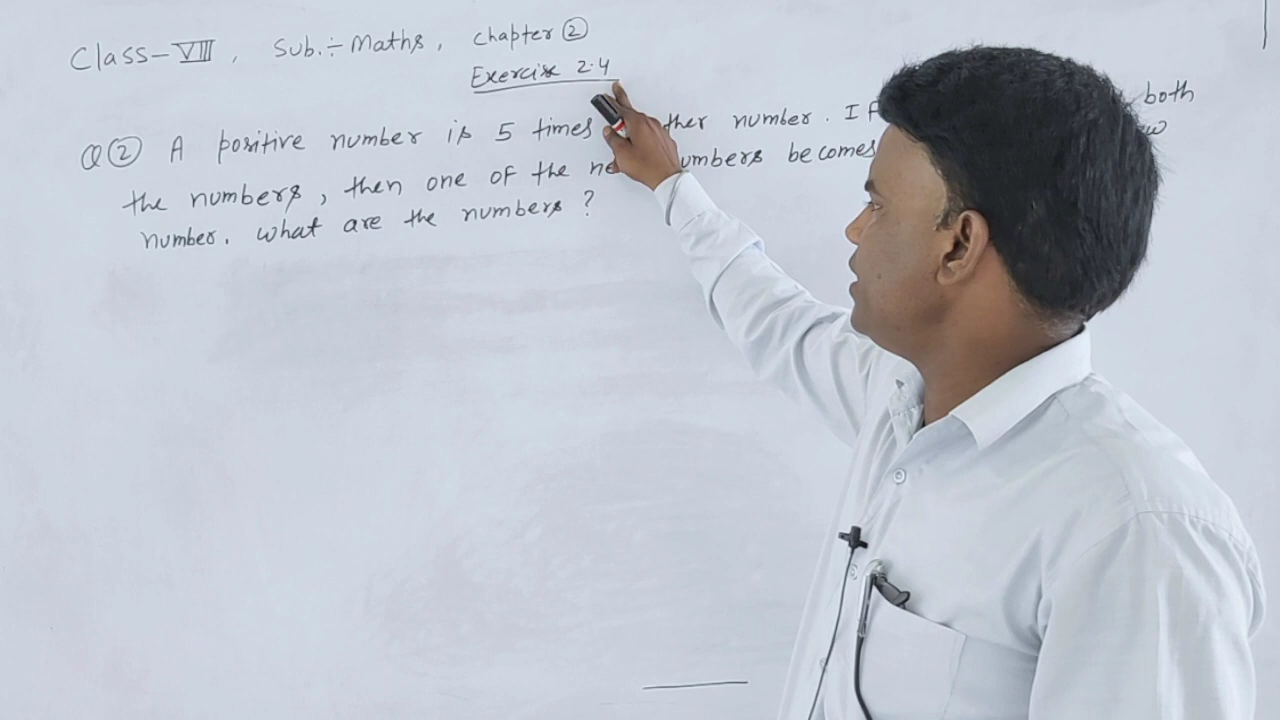 Class-VIII, Sub.÷Maths, Chapter ②
Exercise 2.4
Q② A positive number is 5 times ther number. If both
the numbers, then one of the ne umbers becomes w
number. What are the numbers?